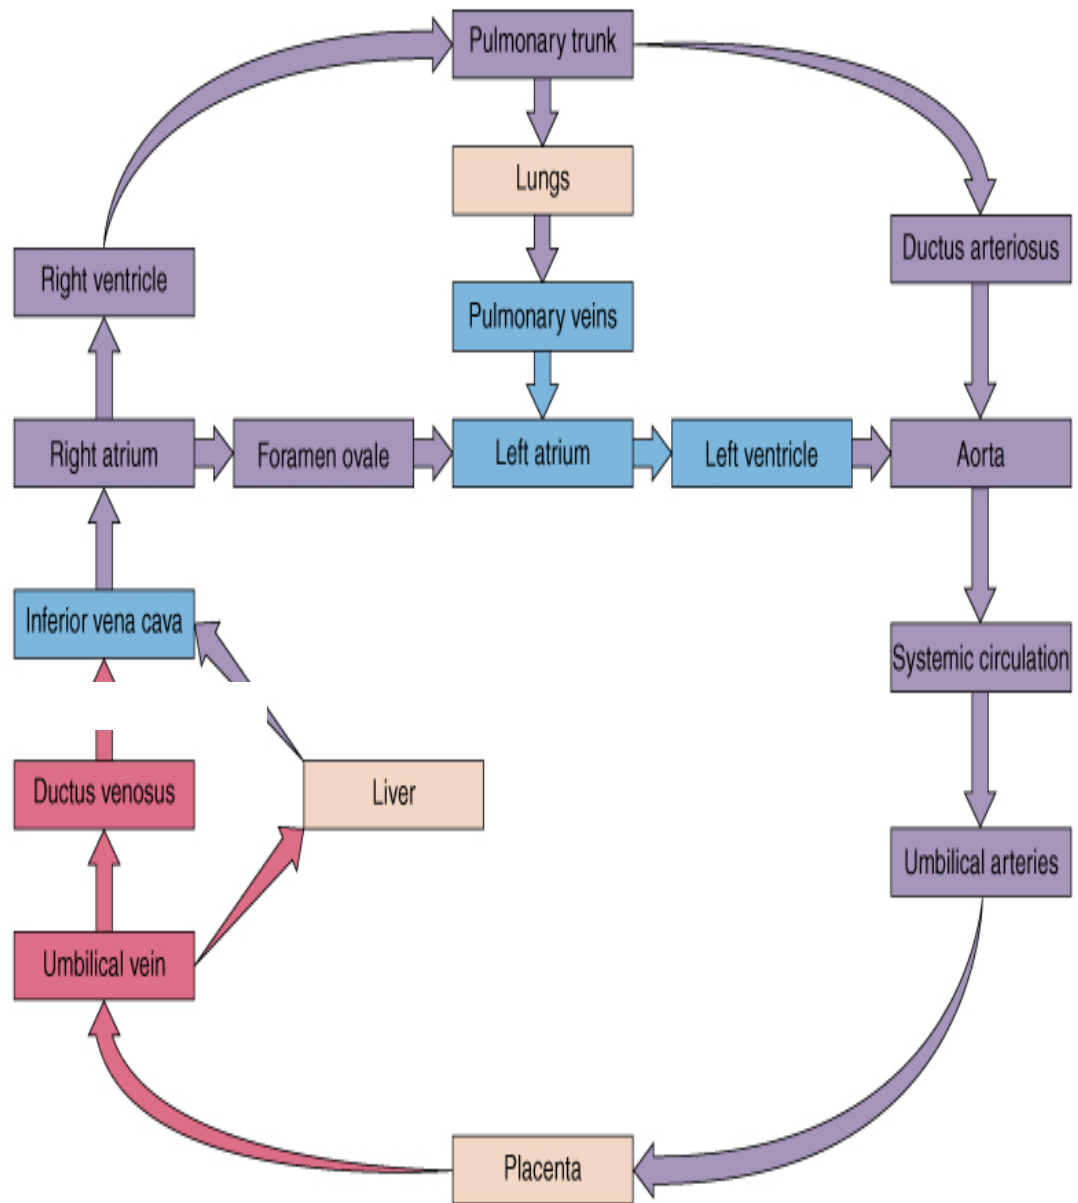 Pulmonary trunk
Lungs
Ductus arteriosus
Right ventricle
Pulmonary veins
Right atrium
Foramen ovale
Left atrium
Left ventricle
Aorta
Inferior vena cava
Systemic circulation
Ductus venosus
Liver
Umbilical arteries
Umbilical vein
Placenta